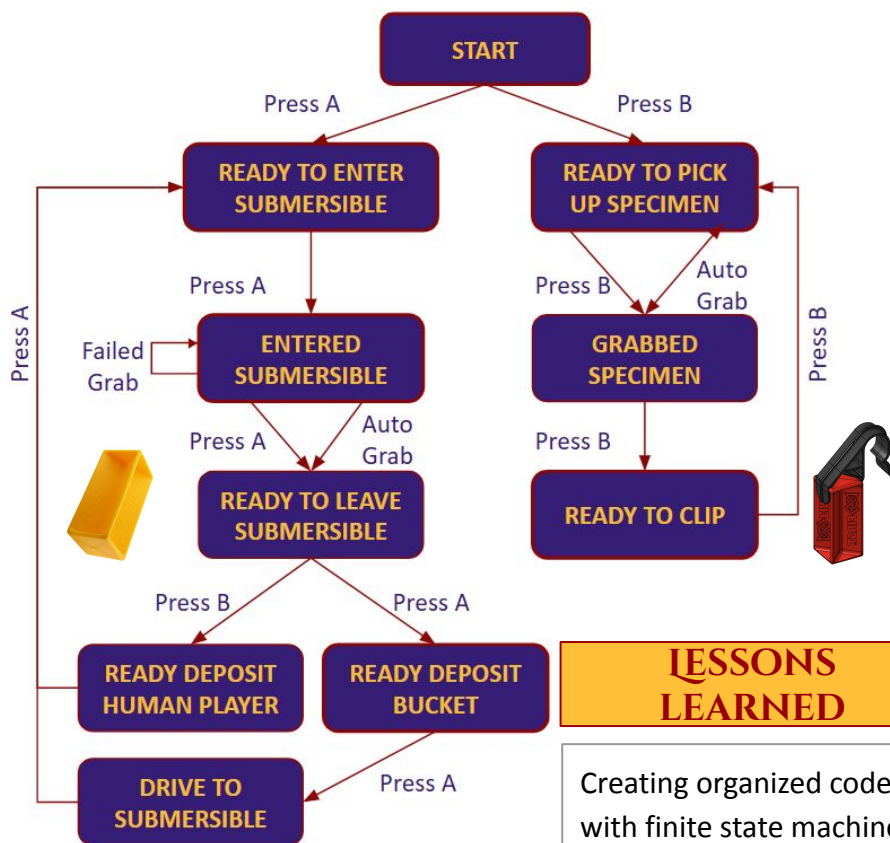 START
Press A
Press B
READY TO ENTER
SUBMERSIBLE
READY TO PICK
UP SPECIMEN
Press A
Press B
Auto
Grab
Press A
Failed
Grab
ENTERED
SUBMERSIBLE
GRABBED
SPECIMEN
Press B
Press A
Auto
Grab
Press B
READY TO LEAVE
SUBMERSIBLE
READY TO CLIP
Press B
Press A
READY DEPOSIT
HUMAN PLAYER
READY DEPOSIT
BUCKET
LESSONS
LEARNED
DRIVE TO
SUBMERSIBLE
Press A
Creating organized code
with finite state machine